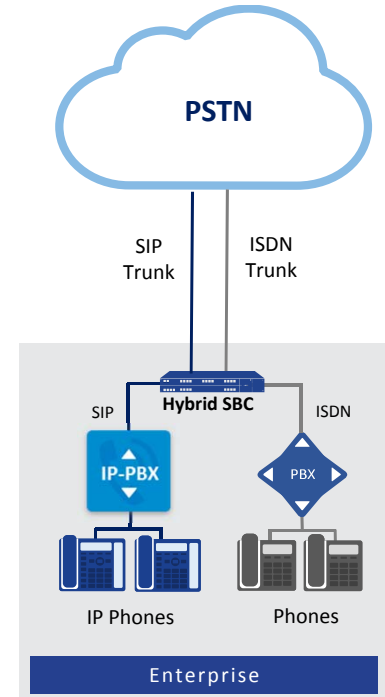 PSTN
SIP
Trunk
ISDN
Trunk
Hybrid SBC
SIP
ISDN
IP-PBX
PBX
IP Phones
Phones
Enterprise